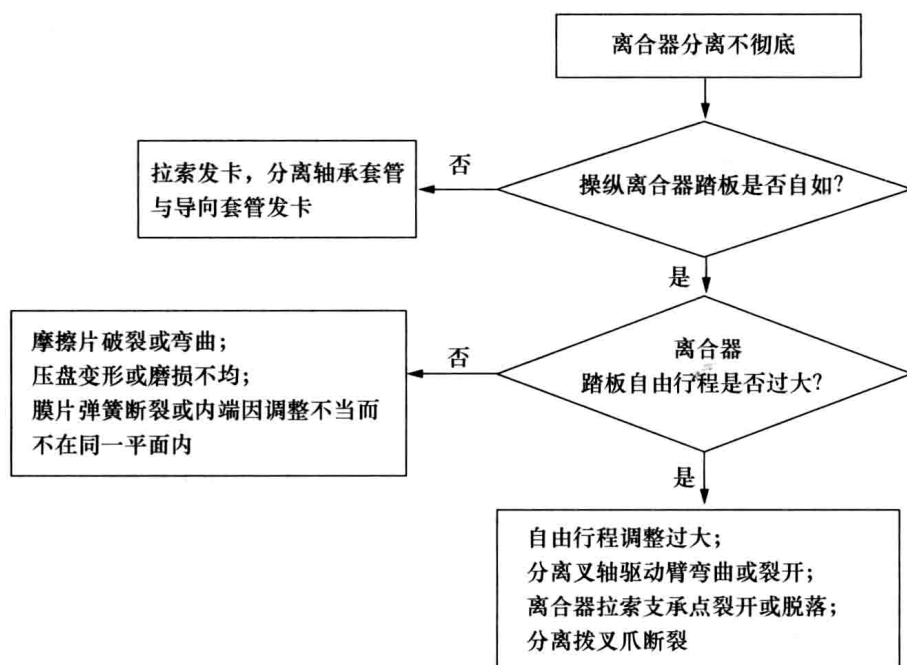 离合器分离不彻底
操纵离合器踏板是否自如?
否
拉索发卡，分离轴承套管
与导向套管发卡
是
离合器
踏板自由行程是否过大?
否
摩擦片破裂或弯曲;
压盘变形或磨损不均;
膜片弹簧断裂或内端因调整不当而
不在同一平面内
是
自由行程调整过大;
分离叉轴驱动臂弯曲或裂开;
离合器拉索支承点裂开或脱落;
分离拨叉爪断裂